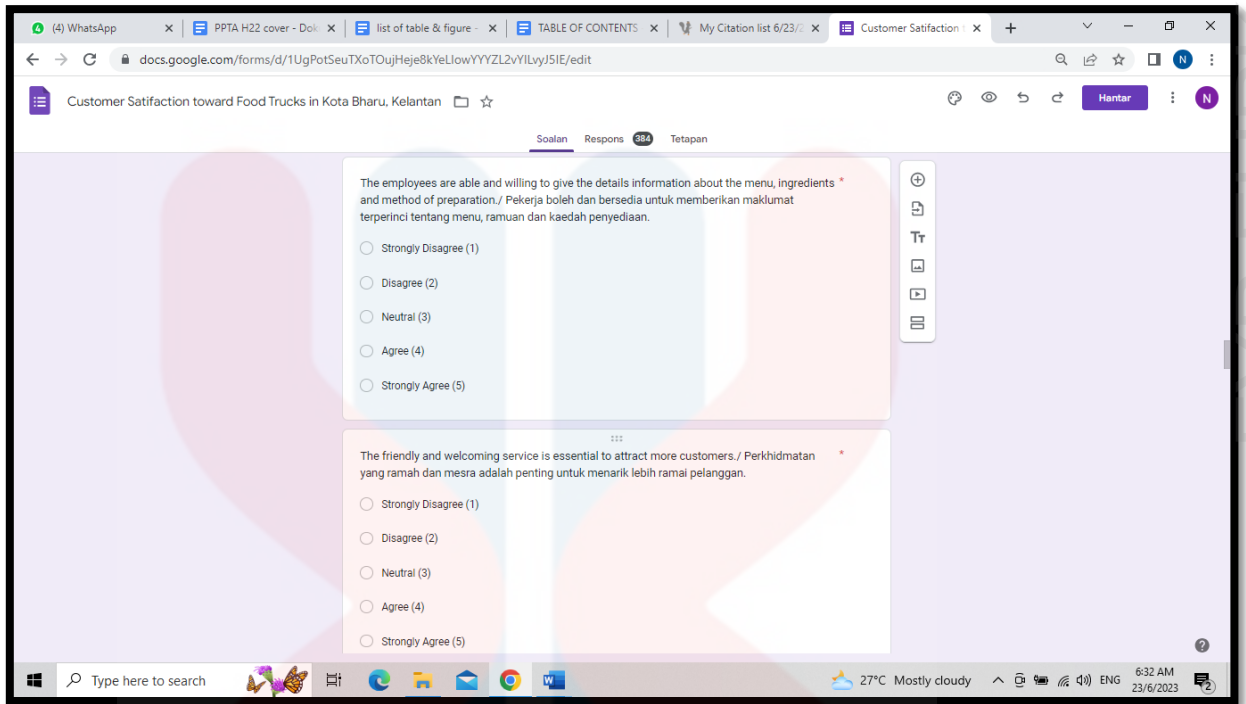 (4) WhatsApp
PPTA H22 cover - Dok
list of table & figure -
TABLE OF CONTENTS
My Citation list 6/23/2
Customer Satifaction
docs.google.com/forms/d/1UgPotSeuTXoTOujHeje8kYeLIowYYYZL2vYlLvyJ5IE/edit
N
Customer Satifaction toward Food Trucks in Kota Bharu, Kelantan
Hantar
N
Soalan Respons 384 Tetapan
The employees are able and willing to give the details information about the menu, ingredients *
and method of preparation./ Pekerja boleh dan bersedia untuk memberikan maklumat
terperinci tentang menu, ramuan dan kaedah penyediaan.
Strongly Disagree (1)
Disagree (2)
Neutral (3)
Agree (4)
Strongly Agree (5)
The friendly and welcoming service is essential to attract more customers./ Perkhidmatan *
yang ramah dan mesra adalah penting untuk menarik lebih ramai pelanggan.
Strongly Disagree (1)
Disagree (2)
Neutral (3)
Agree (4)
Strongly Agree (5)
Type here to search
27°C Mostly cloudy
ENG
6:32 AM
23/6/2023
2